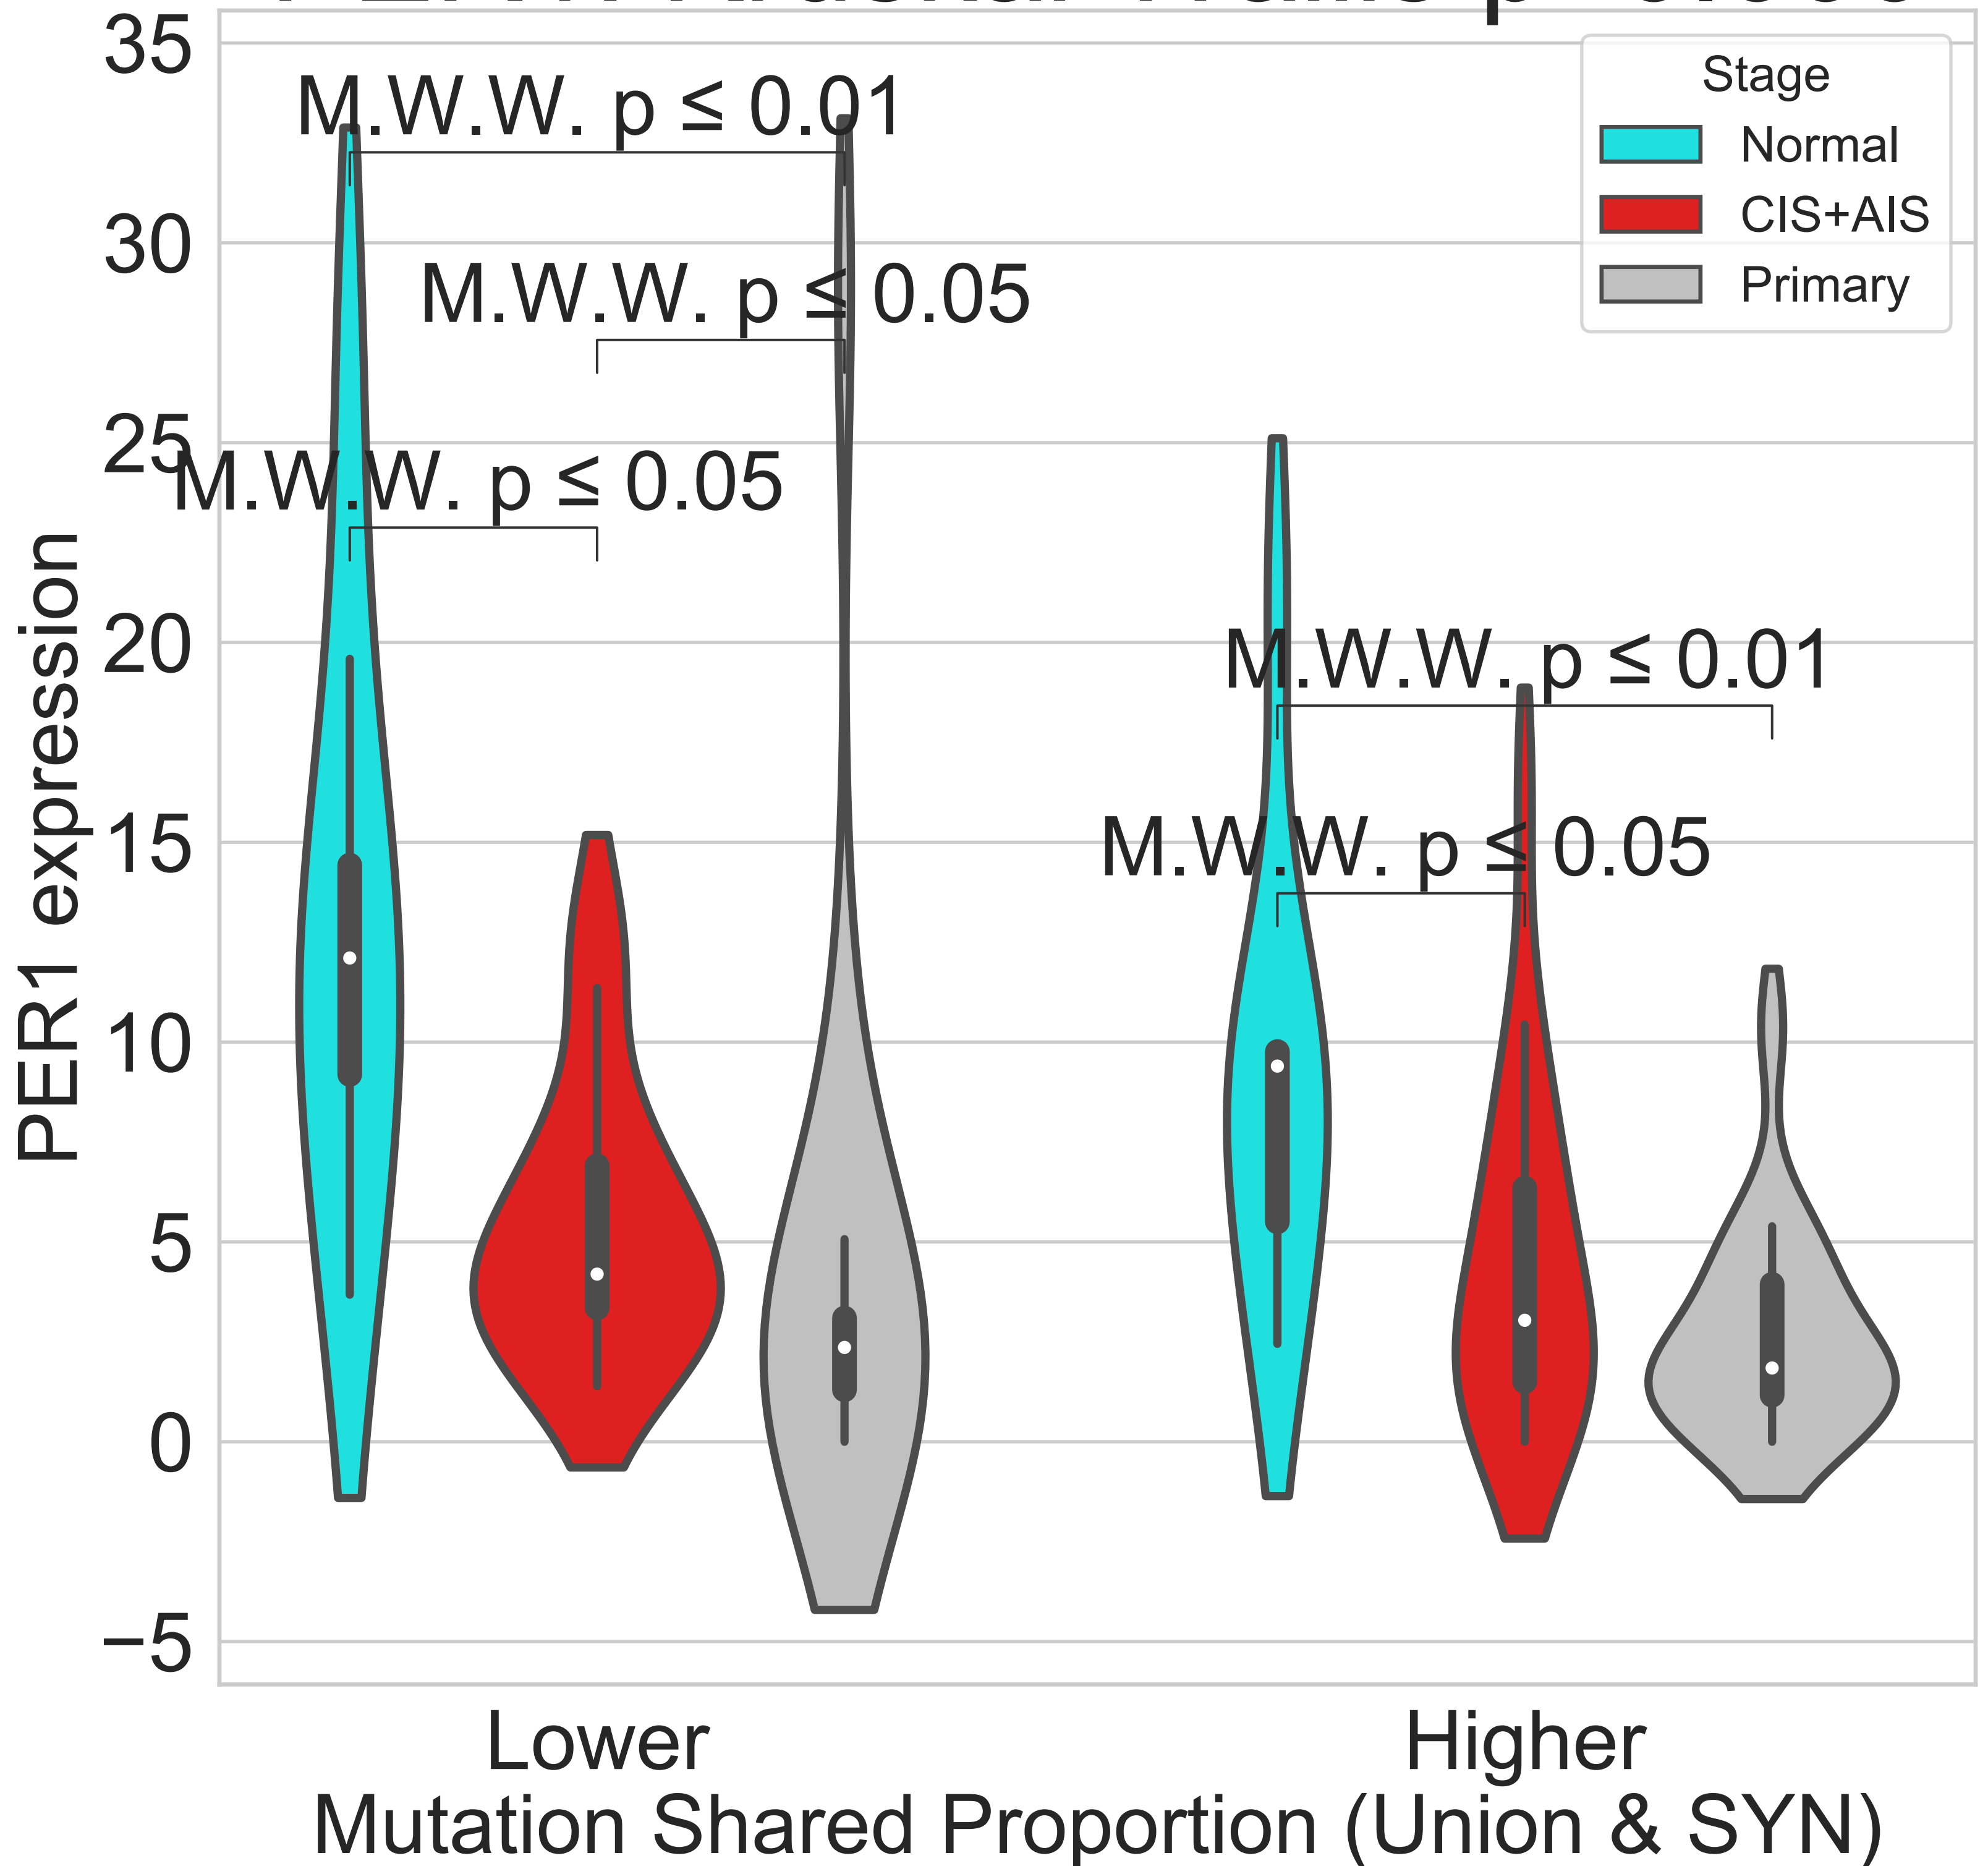 35
30
25
20
15
10
5
0
−5
PER1 expression
M.W.W. p ≤ 0.01
M.W.W. p ≤ 0.05
M.W.W. p ≤ 0.05
M.W.W. p ≤ 0.01
M.W.W. p ≤ 0.05
Stage
Normal
CIS+AIS
Primary
Lower
Higher
Mutation Shared Proportion (Union & SYN)